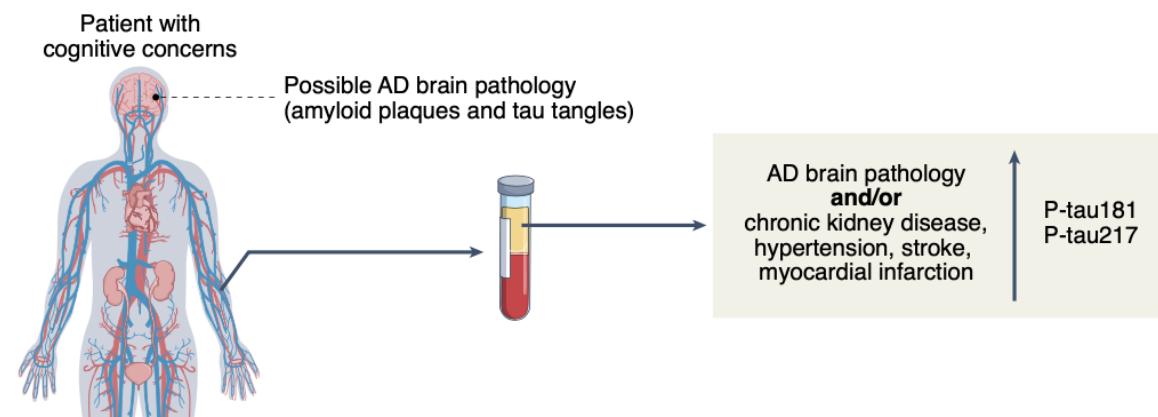 Patient with
cognitive concerns
Possible AD brain pathology
(amyloid plaques and tau tangles)
AD brain pathology
and/or
chronic kidney disease,
hypertension, stroke,
myocardial infarction
P-tau181
P-tau217